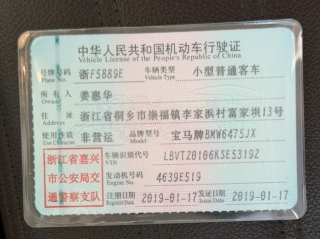 中华人民共和国机动车行驶证
Vehicle License of the People's Republic of China
号牌号码 浙F5889E 车辆类型 小型普通客车
Plate No. Vehicle Type
所有人 姜惠华
Owner
住址 浙江省桐乡市崇福镇李家浜村富家坝13号
Address
使用性质 非营运 品牌型号 宝马牌BMW6475JX
Use Character Model
浙江省嘉兴 车辆识别代号 LBVTZ0106KSE53192
VIN
市公安局交 发动机号码 4639E519
Engine No.
通警察支队 注册日期 2019-01-17 发证日期 2019-01-17
Register Date Issue Date